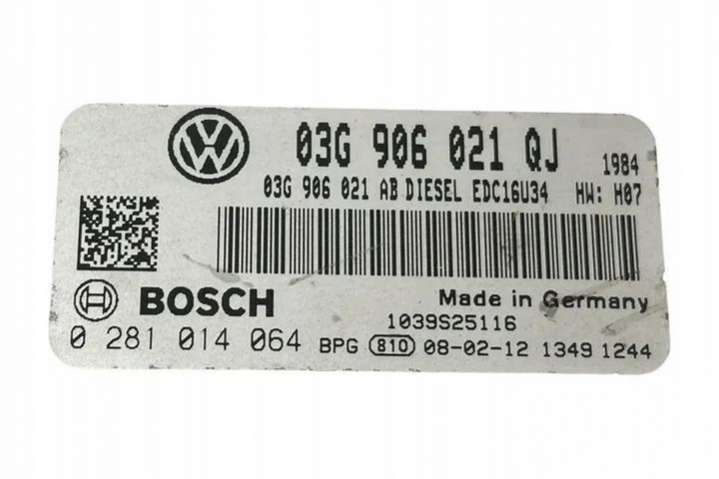 03G 906 021 QJ 1984
03G 906 021 AB DIESEL EDC16U34 HW: H07
BOSCH Made in Germany
1039S25116
0 281 014 064 BPG 810 08-02-12 1349 1244